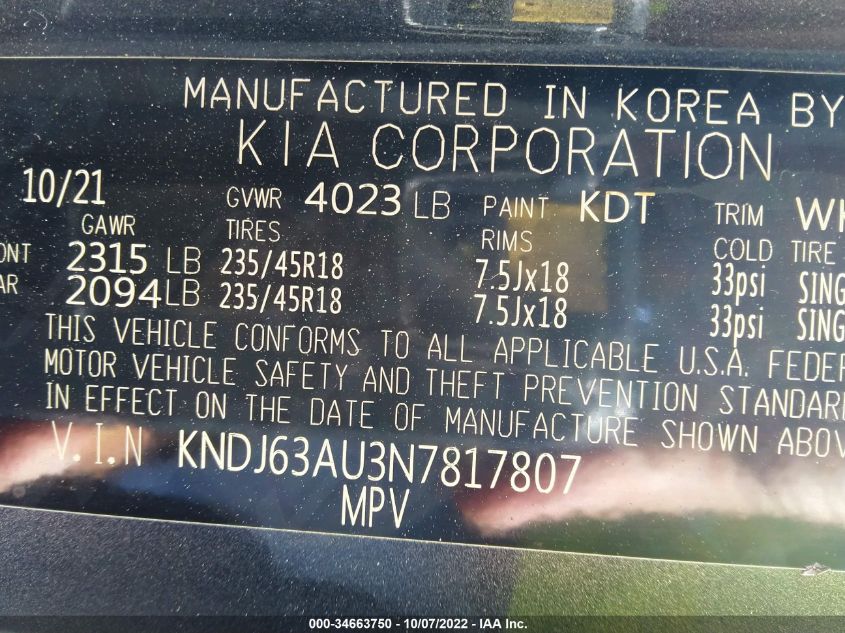 MANUFACTURED IN KOREA BY
KIA CORPORATION
10/21 GVWR 4023 LB PAINT KDT TRIM
GAWR TIRES RIMS COLD TIRE
2315 LB 235/45R18 7.5Jx18 33psi
2094 LB 235/45R18 7.5Jx18 33psi
THIS VEHICLE CONFORMS TO ALL APPLICABLE U.S.A.
MOTOR VEHICLE SAFETY AND THEFT PREVENTION
IN EFFECT ON THE DATE OF MANUFACTURE SHOWN
V.I.N KNDJ63AU3N7817807
MPV
000-34663750 - 10/07/2022 - IAA Inc.